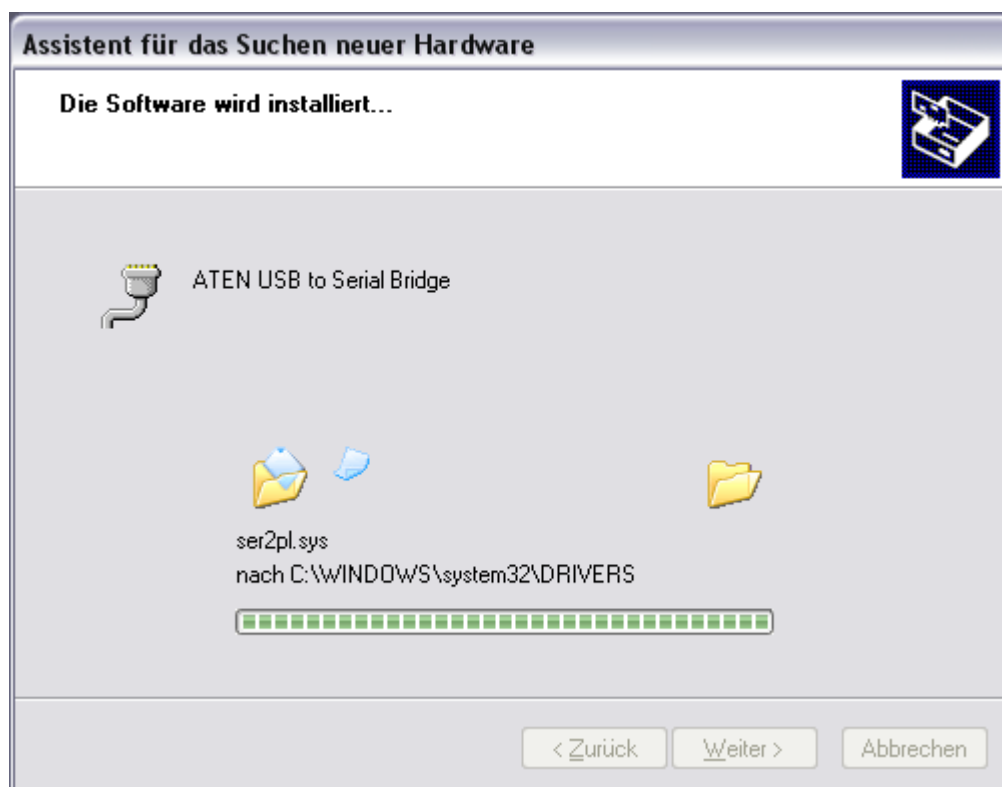 Assistent für das Suchen neuer Hardware
Die Software wird installiert...
ATEN USB to Serial Bridge
ser2pl.sys
nach C:\WINDOWS\system32\DRIVERS
< Zurück
Weiter >
Abbrechen